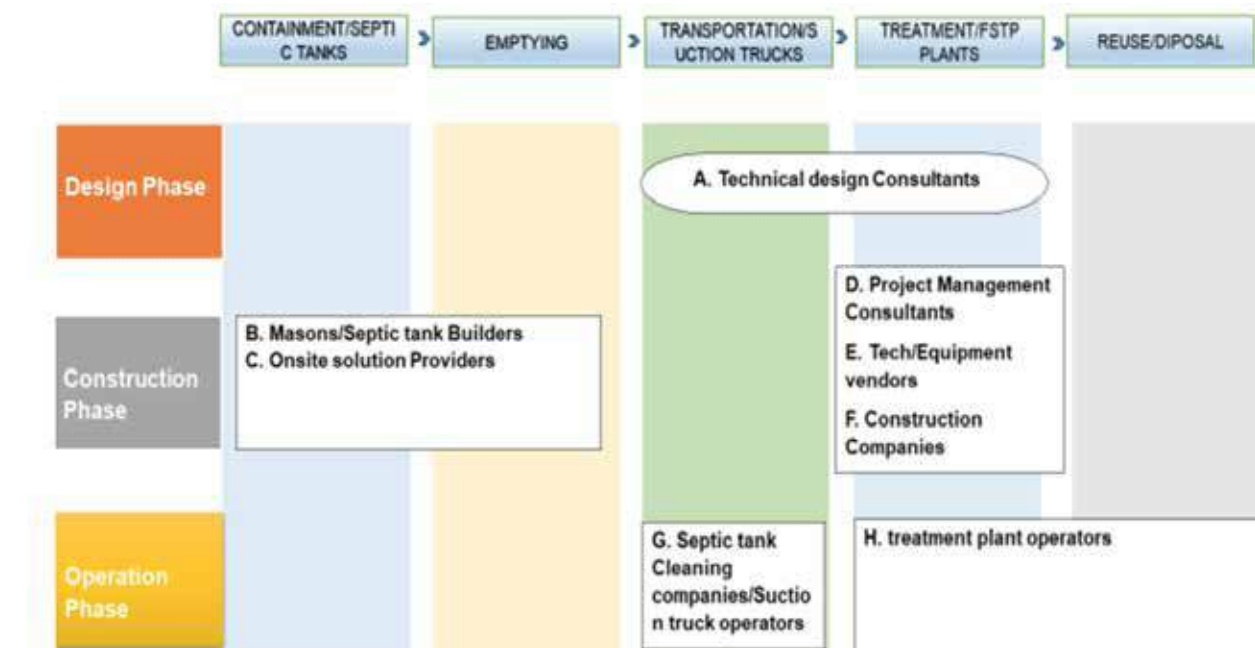 CONTAINMENT/SEPTI
C TANKS
EMPTYING
TRANSPORTATION/S
UCTION TRUCKS
TREATMENT/FSTP
PLANTS
REUSE/DIPOSAL
Design Phase
A. Technical design Consultants
Construction
Phase
B. Masons/Septic tank Builders
C. Onsite solution Providers
D. Project Management
Consultants
E. Tech/Equipment
vendors
F. Construction
Companies
Operation
Phase
G. Septic tank
Cleaning
companies/Suctio
n truck operators
H. treatment plant operators